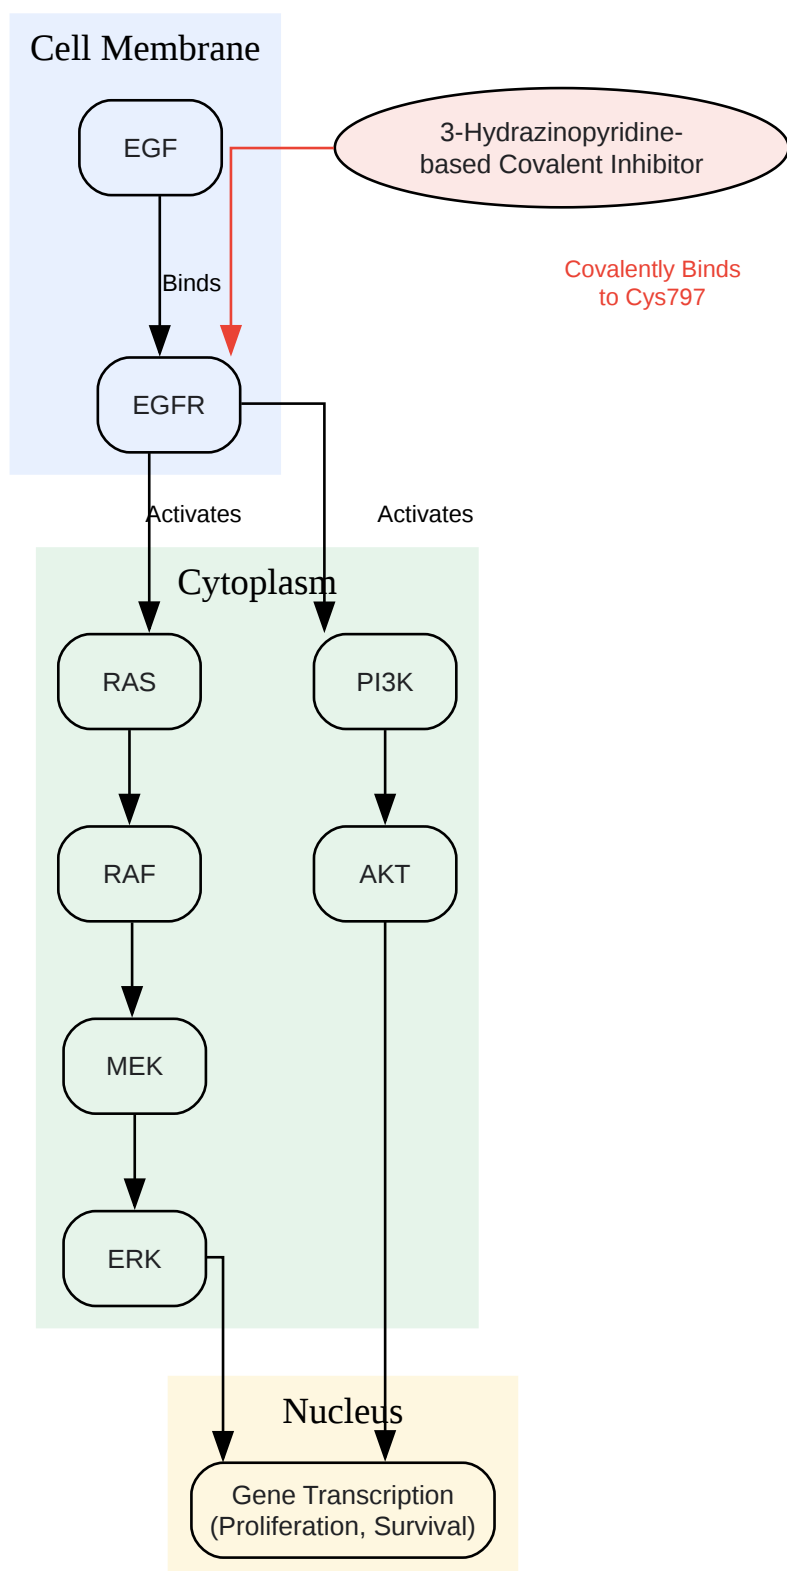 Cell Membrane
EGF
3-Hydrazinopyridine-
based Covalent Inhibitor
Binds
Covalently Binds
to Cys797
EGFR
Activates
Activates
Cytoplasm
RAS
PI3K
RAF
AKT
MEK
ERK
Nucleus
Gene Transcription
(Proliferation, Survival)